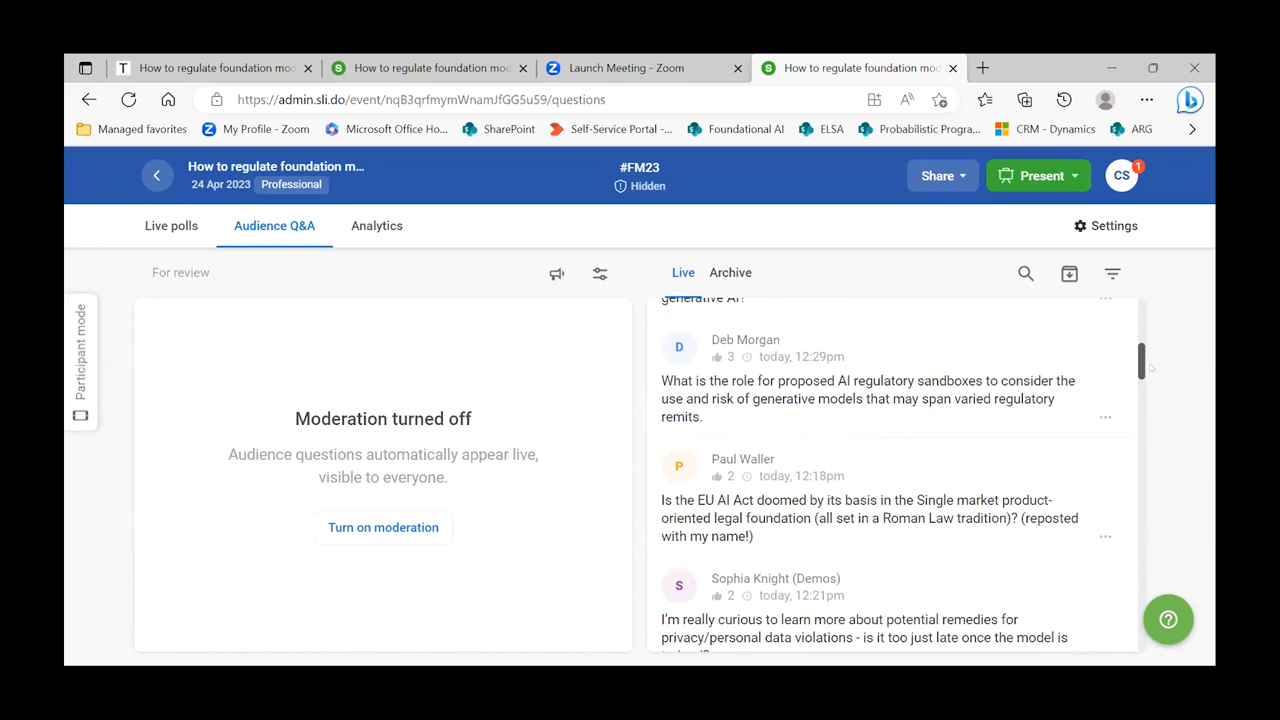 How to regulate foundation mod
How to regulate foundation mod
Launch Meeting - Zoom
How to regulate foundation mod
https://admin.sli.do/event/nqB3qrfmymWnamJfGG5u59/questions
Managed favorites
My Profile - Zoom
Microsoft Office Ho...
SharePoint
Self-Service Portal -...
Foundational AI
ELSA
Probabilistic Progra...
CRM - Dynamics
ARG
How to regulate foundation m...
24 Apr 2023 Professional
#FM23
Hidden
Share
Present
CS
1
Live polls
Audience Q&A
Analytics
Settings
For review
Live
Archive
Participant mode
Moderation turned off
Audience questions automatically appear live,
visible to everyone.
Turn on moderation
generative AI?
D
Deb Morgan
3 today, 12:29pm
What is the role for proposed AI regulatory sandboxes to consider the
use and risk of generative models that may span varied regulatory
remits.
P
Paul Waller
2 today, 12:18pm
Is the EU AI Act doomed by its basis in the Single market product-
oriented legal foundation (all set in a Roman Law tradition)? (reposted
with my name!)
S
Sophia Knight (Demos)
2 today, 12:21pm
I'm really curious to learn more about potential remedies for
privacy/personal data violations - is it too just late once the model is